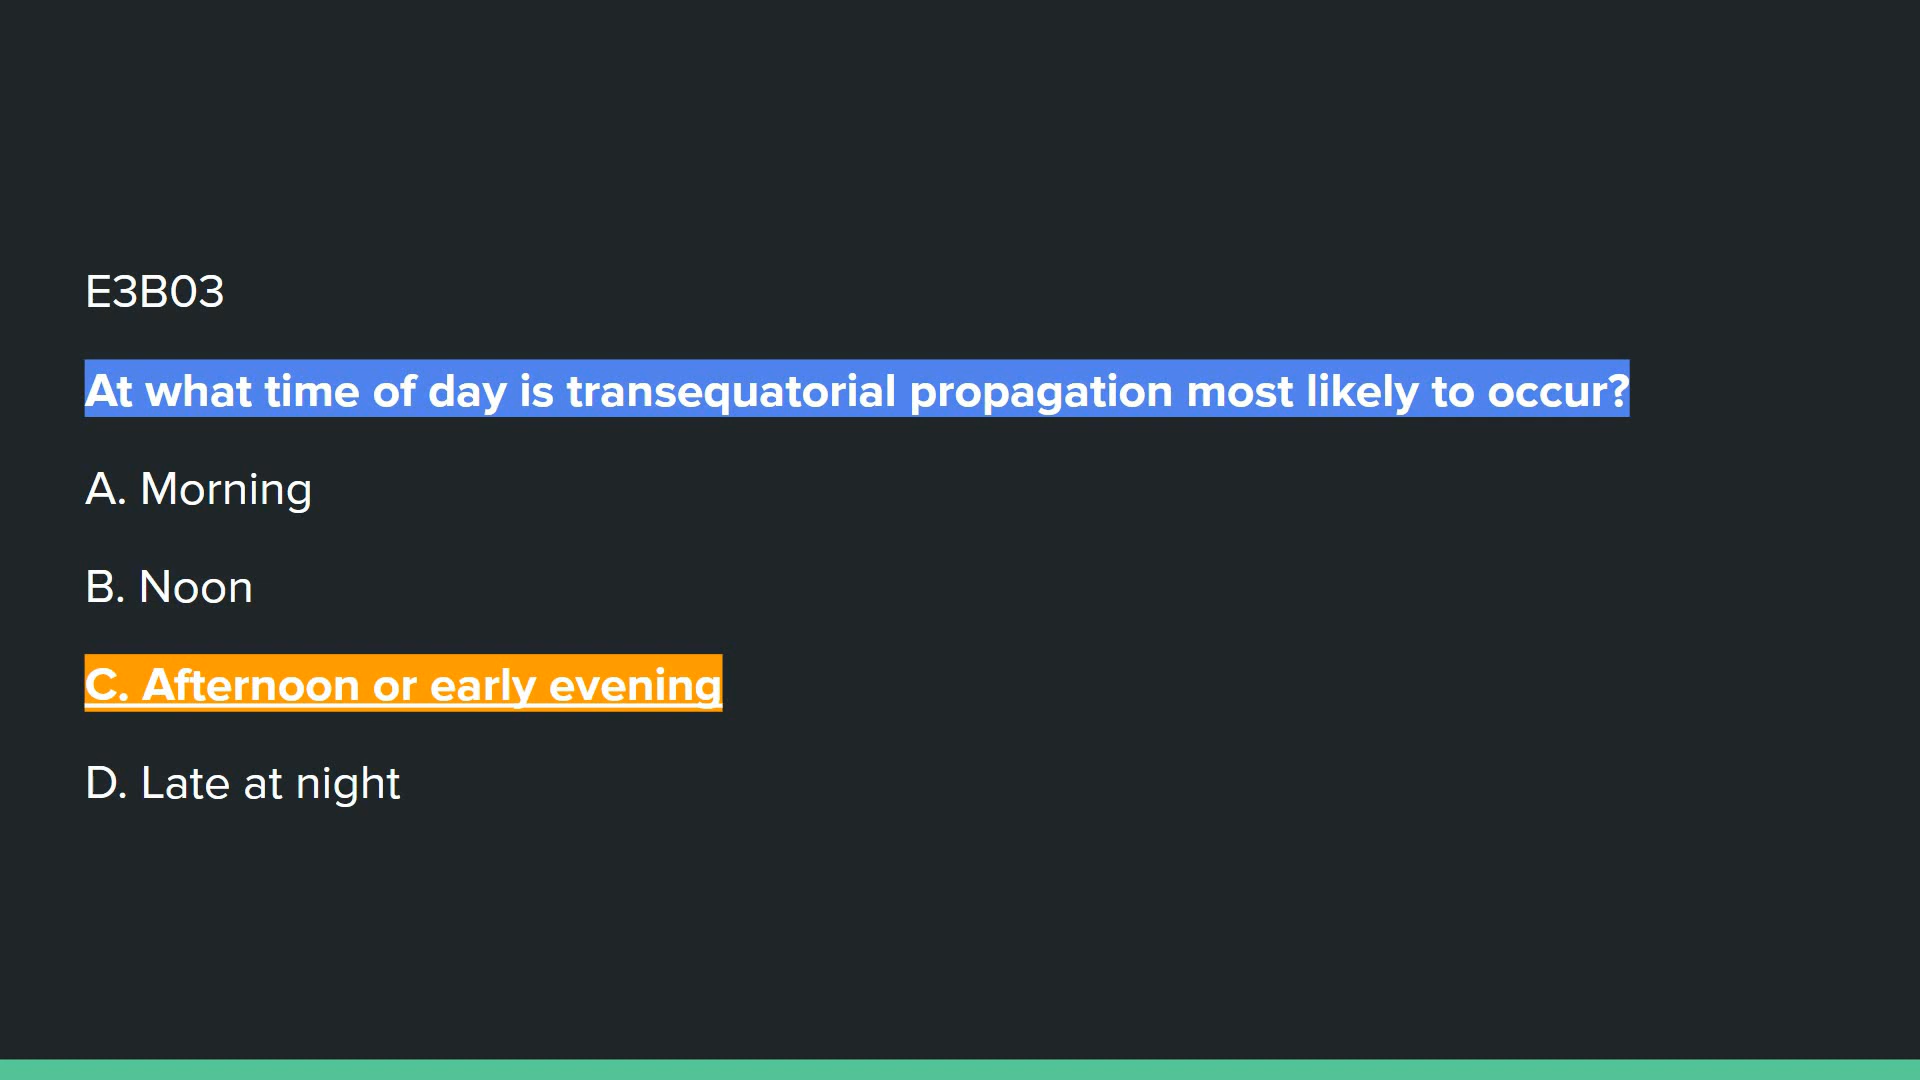 E3B03
At what time of day is transequatorial propagation most likely to occur?
A. Morning
B. Noon
C. Afternoon or early evening
D. Late at night